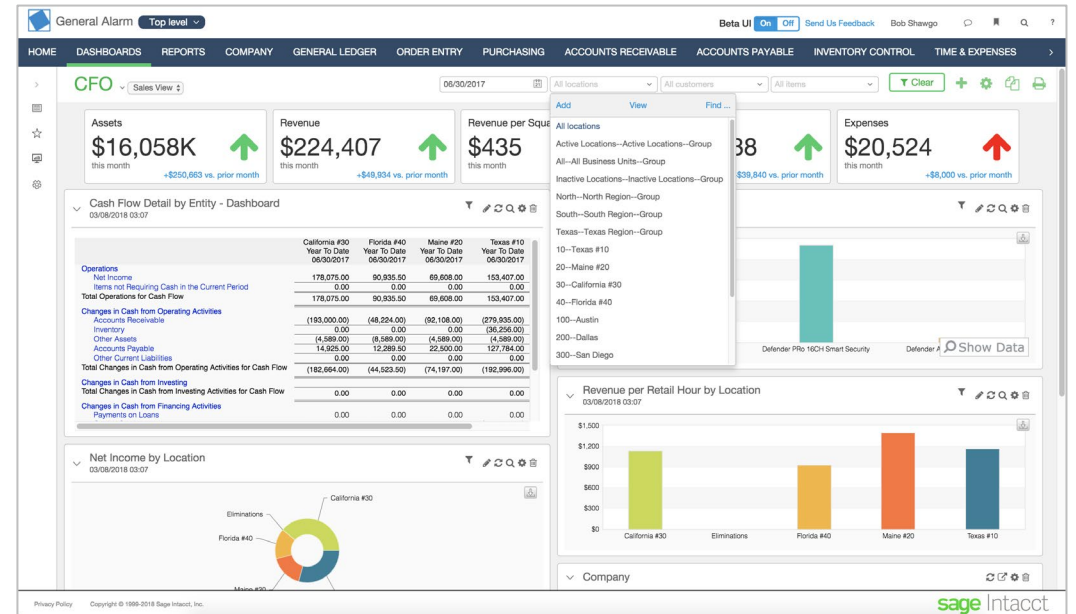 General Alarm Top level
Beta UI On Off Send Us Feedback Bob Shawgo ?
HOME DASHBOARDS REPORTS COMPANY GENERAL LEDGER ORDER ENTRY PURCHASING ACCOUNTS RECEIVABLE ACCOUNTS PAYABLE INVENTORY CONTROL TIME & EXPENSES
CFO Sales View
06/30/2017 All locations All customers All items Clear
Add View Find ...
All locations
Active Locations--Active Locations--Group
All--All Business Units--Group
Inactive Locations--Inactive Locations--Group
North--North Region--Group
South--South Region--Group
Texas--Texas Region--Group
10--Texas #10
20--Maine #20
30--California #30
40--Florida #40
100--Austin
200--Dallas
300--San Diego
Assets
$16,058K
this month
+$250,663 vs. prior month
Revenue
$224,407
this month
+$49,934 vs. prior month
Revenue per Squa
$435
this month
38
$39,840 vs. prior month
Expenses
$20,524
this month
+$8,000 vs. prior month
Cash Flow Detail by Entity - Dashboard
03/08/2018 03:07
California #30 Florida #40 Maine #20 Texas #10
Year To Date Year To Date Year To Date Year To Date
06/30/2017 06/30/2017 06/30/2017 06/30/2017
Operations
Net Income 178,075.00 90,935.50 69,608.00 153,407.00
Items not Requiring Cash in the Current Period 0.00 0.00 0.00 0.00
Total Operations for Cash Flow 178,075.00 90,935.50 69,608.00 153,407.00
Changes in Cash from Operating Activities
Accounts Receivable (193,000.00) (48,224.00) (92,108.00) (279,935.00)
Inventory 0.00 0.00 0.00 (36,256.00)
Other Assets (4,589.00) (8,589.00) (4,589.00) (4,589.00)
Accounts Payable 14,925.00 12,289.50 22,500.00 127,784.00
Other Current Liabilities 0.00 0.00 0.00 0.00
Total Changes in Cash from Operating Activities for Cash Flow (182,664.00) (44,523.50) (74,197.00) (192,996.00)
Changes in Cash from Investing
Total Changes in Cash from Investing Activities for Cash Flow 0.00 0.00 0.00 0.00
Changes in Cash from Financing Activities
Payments on Loans 0.00 0.00 0.00 0.00
Defender PRo 16CH Smart Security Defender
Show Data
Revenue per Retail Hour by Location
03/08/2018 03:07
$1,500
$1,200
$900
$600
$300
$0
California #30 Eliminations Florida #40 Maine #20 Texas #10
Net Income by Location
03/08/2018 03:07
California #30
Eliminations
Florida #40
Maine #20
Company
Privacy Policy Copyright © 1999-2018 Sage Intacct, Inc.
sage Intacct